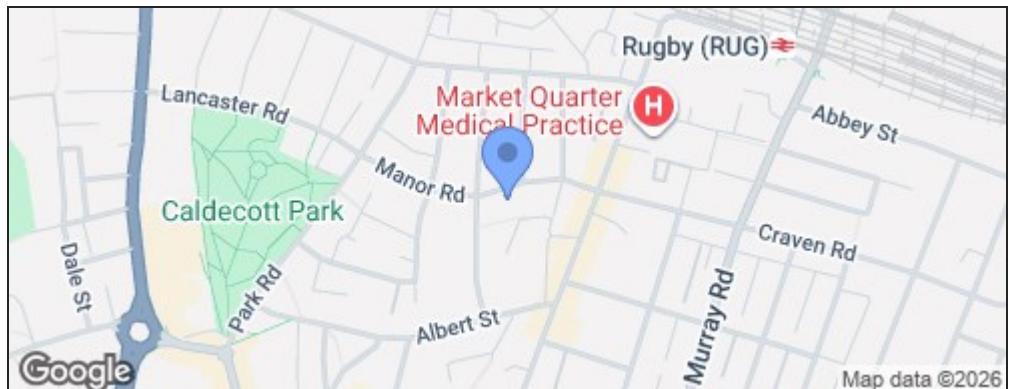 Rugby (RUG)
Lancaster Rd
Market Quarter
Medical Practice
H
Abbey St
Manor Rd
Caldecott Park
Craven Rd
Dale St
Park Rd
Albert St
Murray Rd
Google
Map data ©2026